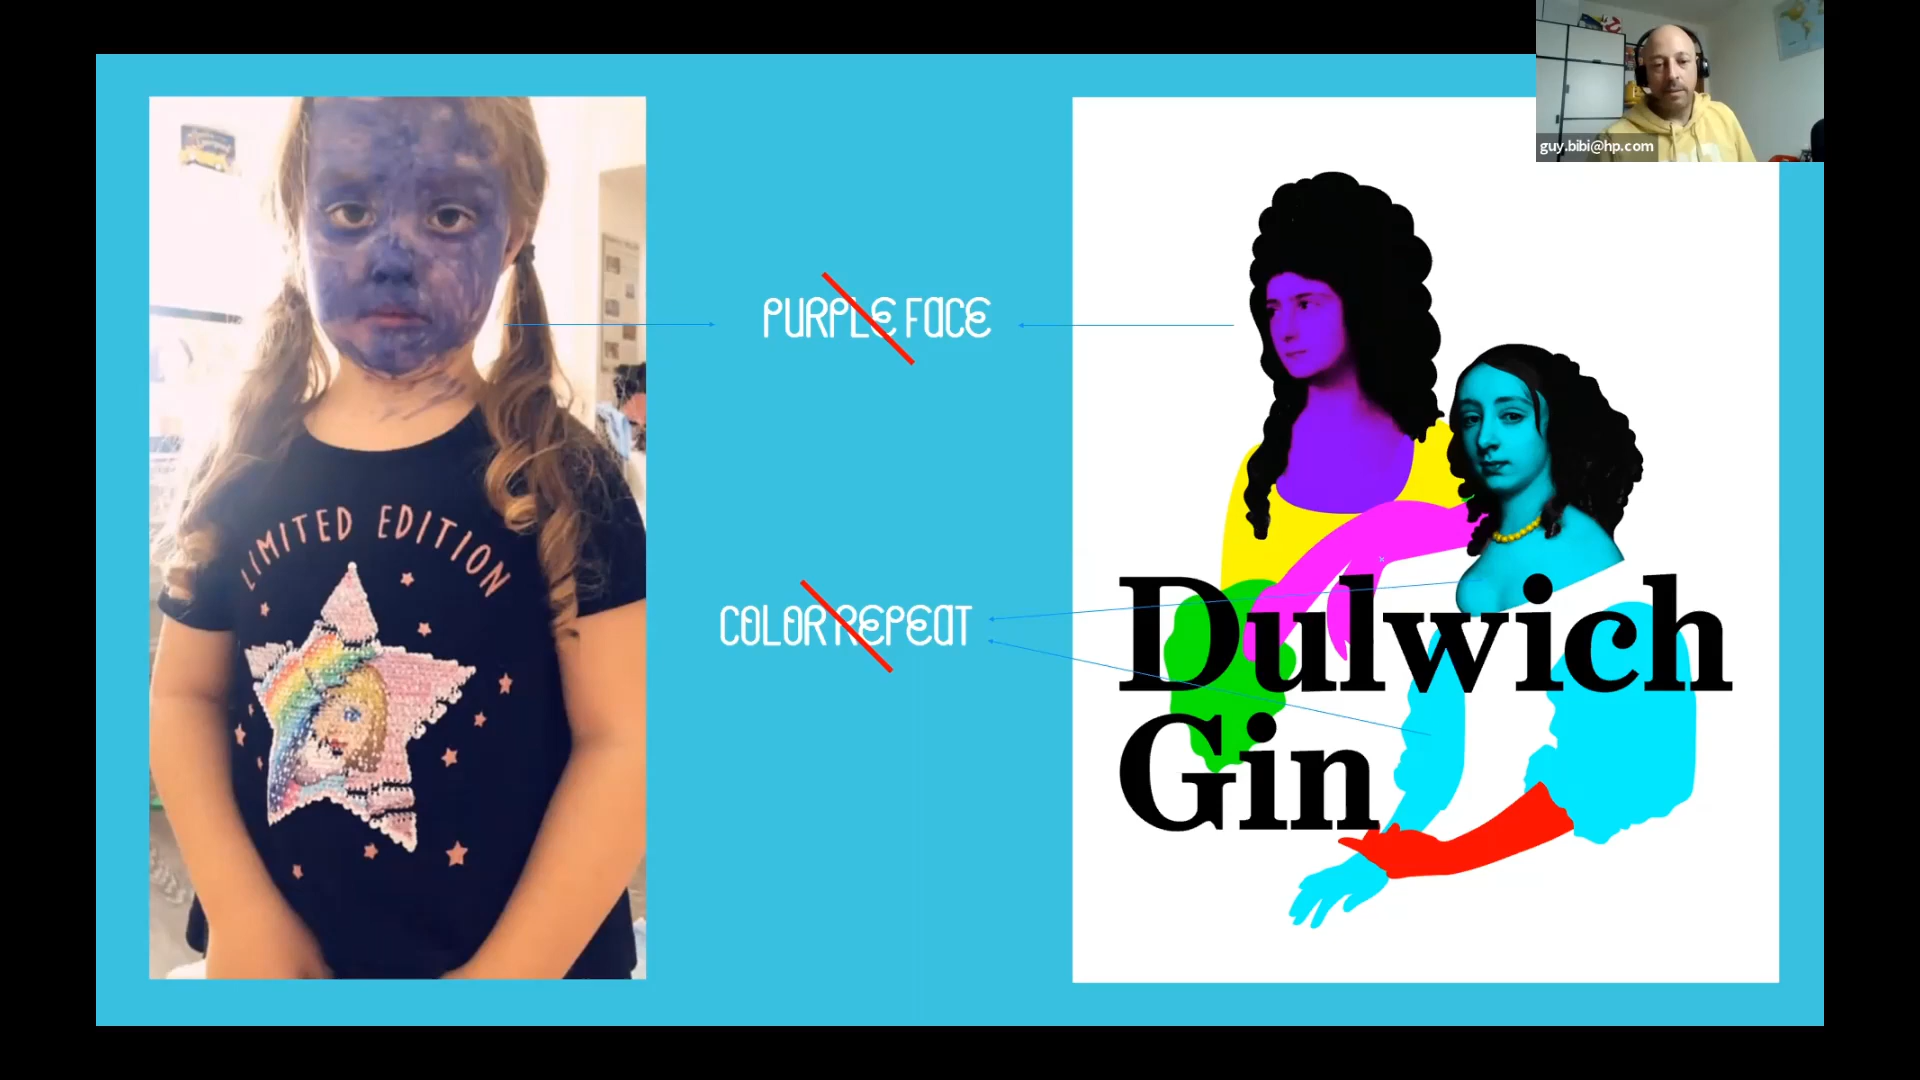 guy.bibi@hp.com
LIMITED EDITION
PURPLE FACE
COLOR REPEAT
Dulwich
Gin